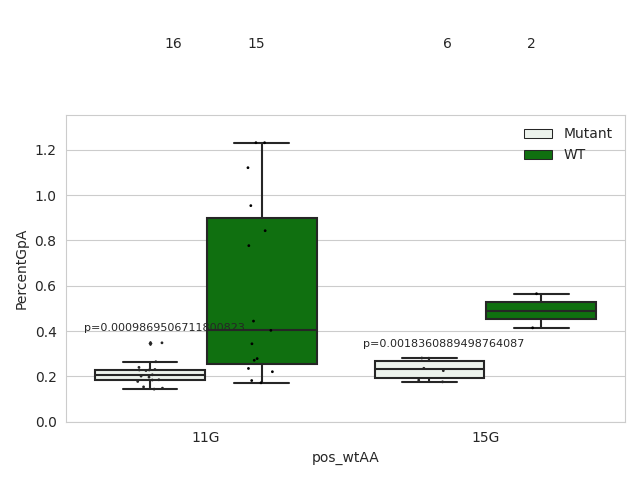 16 15 6 2
Mutant
WT
1.2
1.0
0.8
0.6
0.4
0.2
0.0
PercentGpA
p=0.0009869506711800823
p=0.0018360889498764087
11G 15G
pos_wtAA